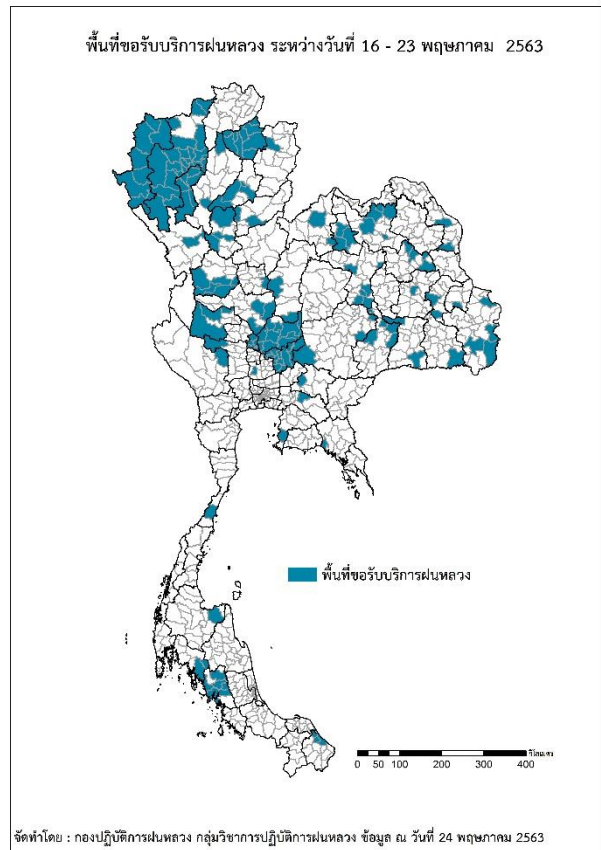 พื้นที่ขอรับบริการฝนหลวง ระหว่างวันที่ 16 - 23 พฤษภาคม 2563
พื้นที่ขอรับบริการฝนหลวง
กิโลเมตร
0 50 100 200 300 400
จัดทำโดย : กองปฏิบัติการฝนหลวง กลุ่มวิชาการปฏิบัติการฝนหลวง ข้อมูล ณ วันที่ 24 พฤษภาคม 2563